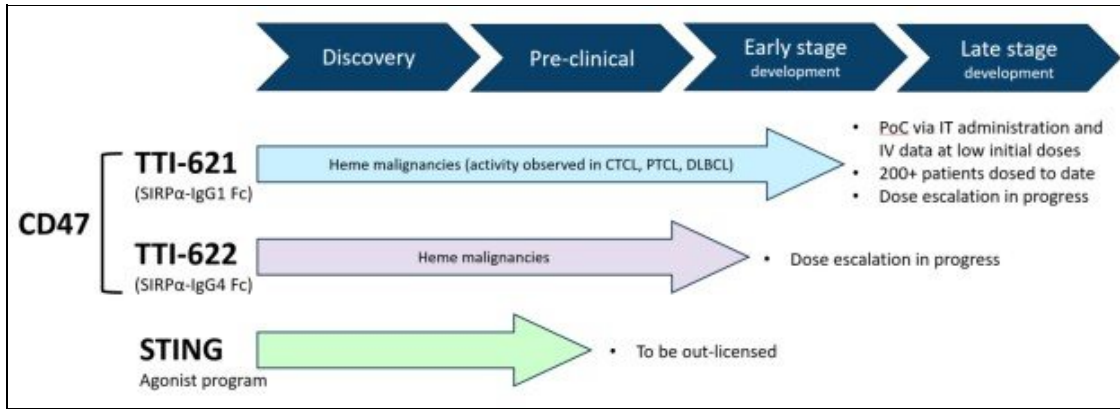 Discovery
Pre-clinical
Early stage
development
Late stage
development
CD47
TTI-621
(SIRPα-IgG1 Fc)
Heme malignancies (activity observed in CTCL, PTCL, DLBCL)
• PoC via IT administration and
IV data at low initial doses
• 200+ patients dosed to date
• Dose escalation in progress
TTI-622
(SIRPα-IgG4 Fc)
Heme malignancies
• Dose escalation in progress
STING
Agonist program
• To be out-licensed